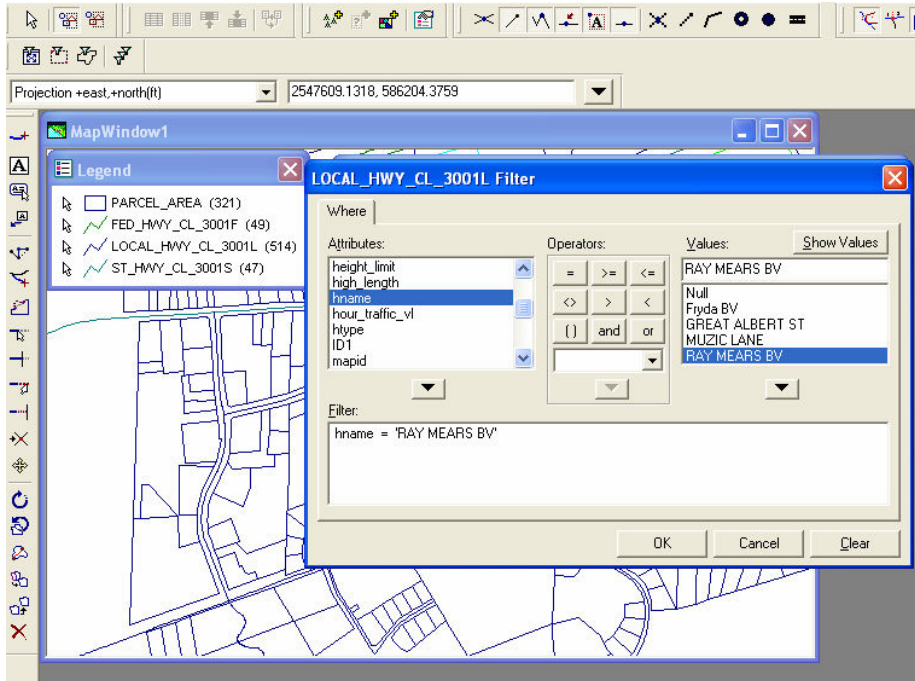 Projection +east,+north(ft)
2547609.1318, 586204.3759
MapWindow1
Legend
PARCEL_AREA (321)
FED_HWY_CL_3001F (49)
LOCAL_HWY_CL_3001L (514)
ST_HWY_CL_3001S (47)
LOCAL_HWY_CL_3001L Filter
Where
Attributes:
Operators:
Values:
Show Values
height_limit
high_length
hname
hour_traffic_vl
htype
ID1
mapid
= >= <=
<> > <
() and or
RAY MEARS BV
Null
Fryda BV
GREAT ALBERT ST
MUZIC LANE
RAY MEARS BV
Filter:
hname = 'RAY MEARS BV'
OK
Cancel
Clear
A